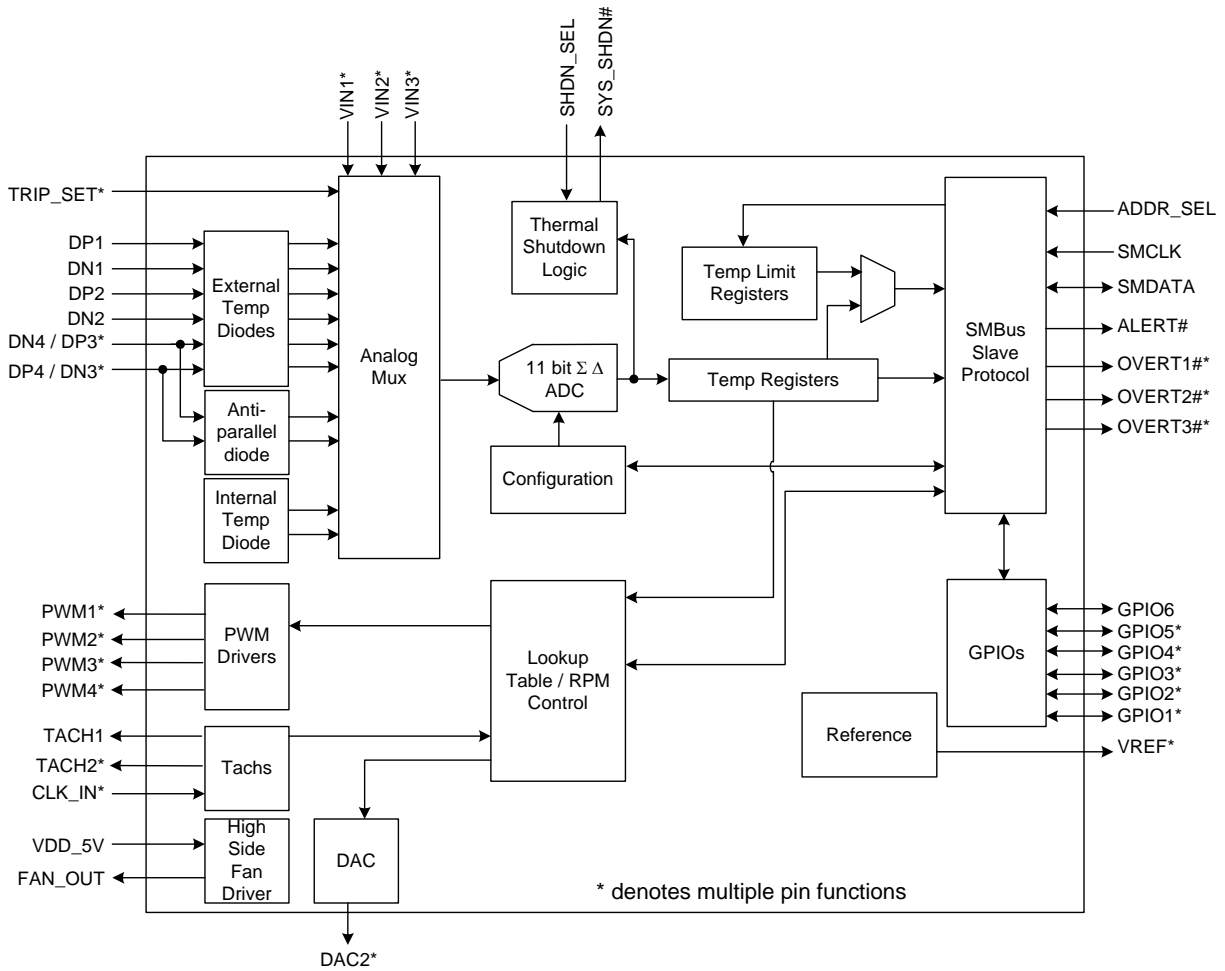 VIN1*
VIN2*
VIN3*
SHDN_SEL
SYS_SHDN#
TRIP_SET*
DP1
DN1
DP2
DN2
DN4 / DP3*
DP4 / DN3*
External
Temp
Diodes
Anti-
parallel
diode
Internal
Temp
Diode
Analog
Mux
Thermal
Shutdown
Logic
11 bit Σ Δ
ADC
Configuration
Temp Limit
Registers
Temp Registers
SMBus
Slave
Protocol
ADDR_SEL
SMCLK
SMDATA
ALERT#
OVERT1#*
OVERT2#*
OVERT3#*
PWM1*
PWM2*
PWM3*
PWM4*
PWM
Drivers
Lookup
Table / RPM
Control
GPIOs
GPIO6
GPIO5*
GPIO4*
GPIO3*
GPIO2*
GPIO1*
TACH1
TACH2*
CLK_IN*
Tachs
Reference
VREF*
VDD_5V
FAN_OUT
High
Side
Fan
Driver
DAC
* denotes multiple pin functions
DAC2*